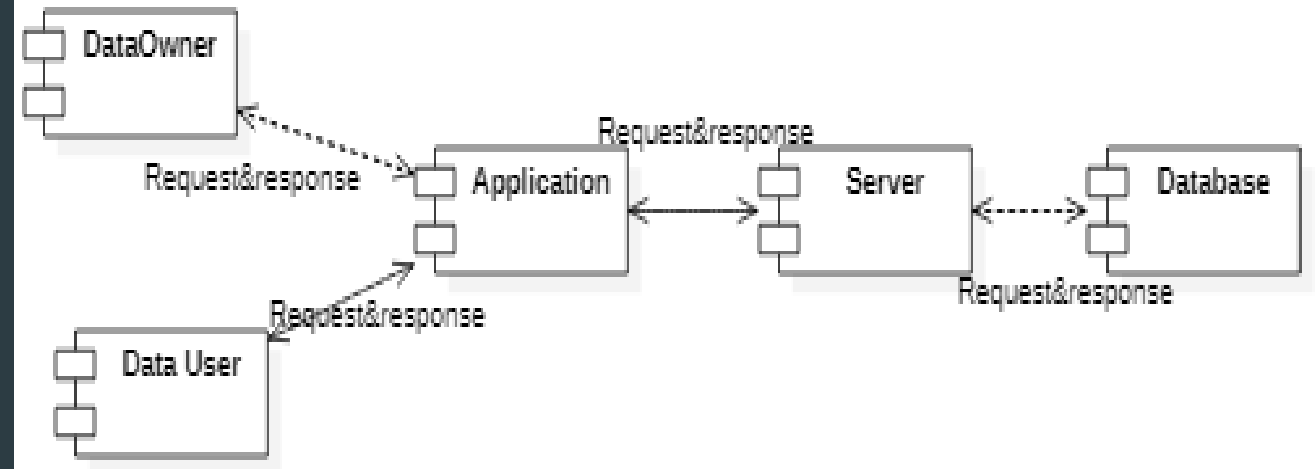 DataOwner
Request&response
Request&response
Application
Server
Database
Request&response
Request&response
Data User